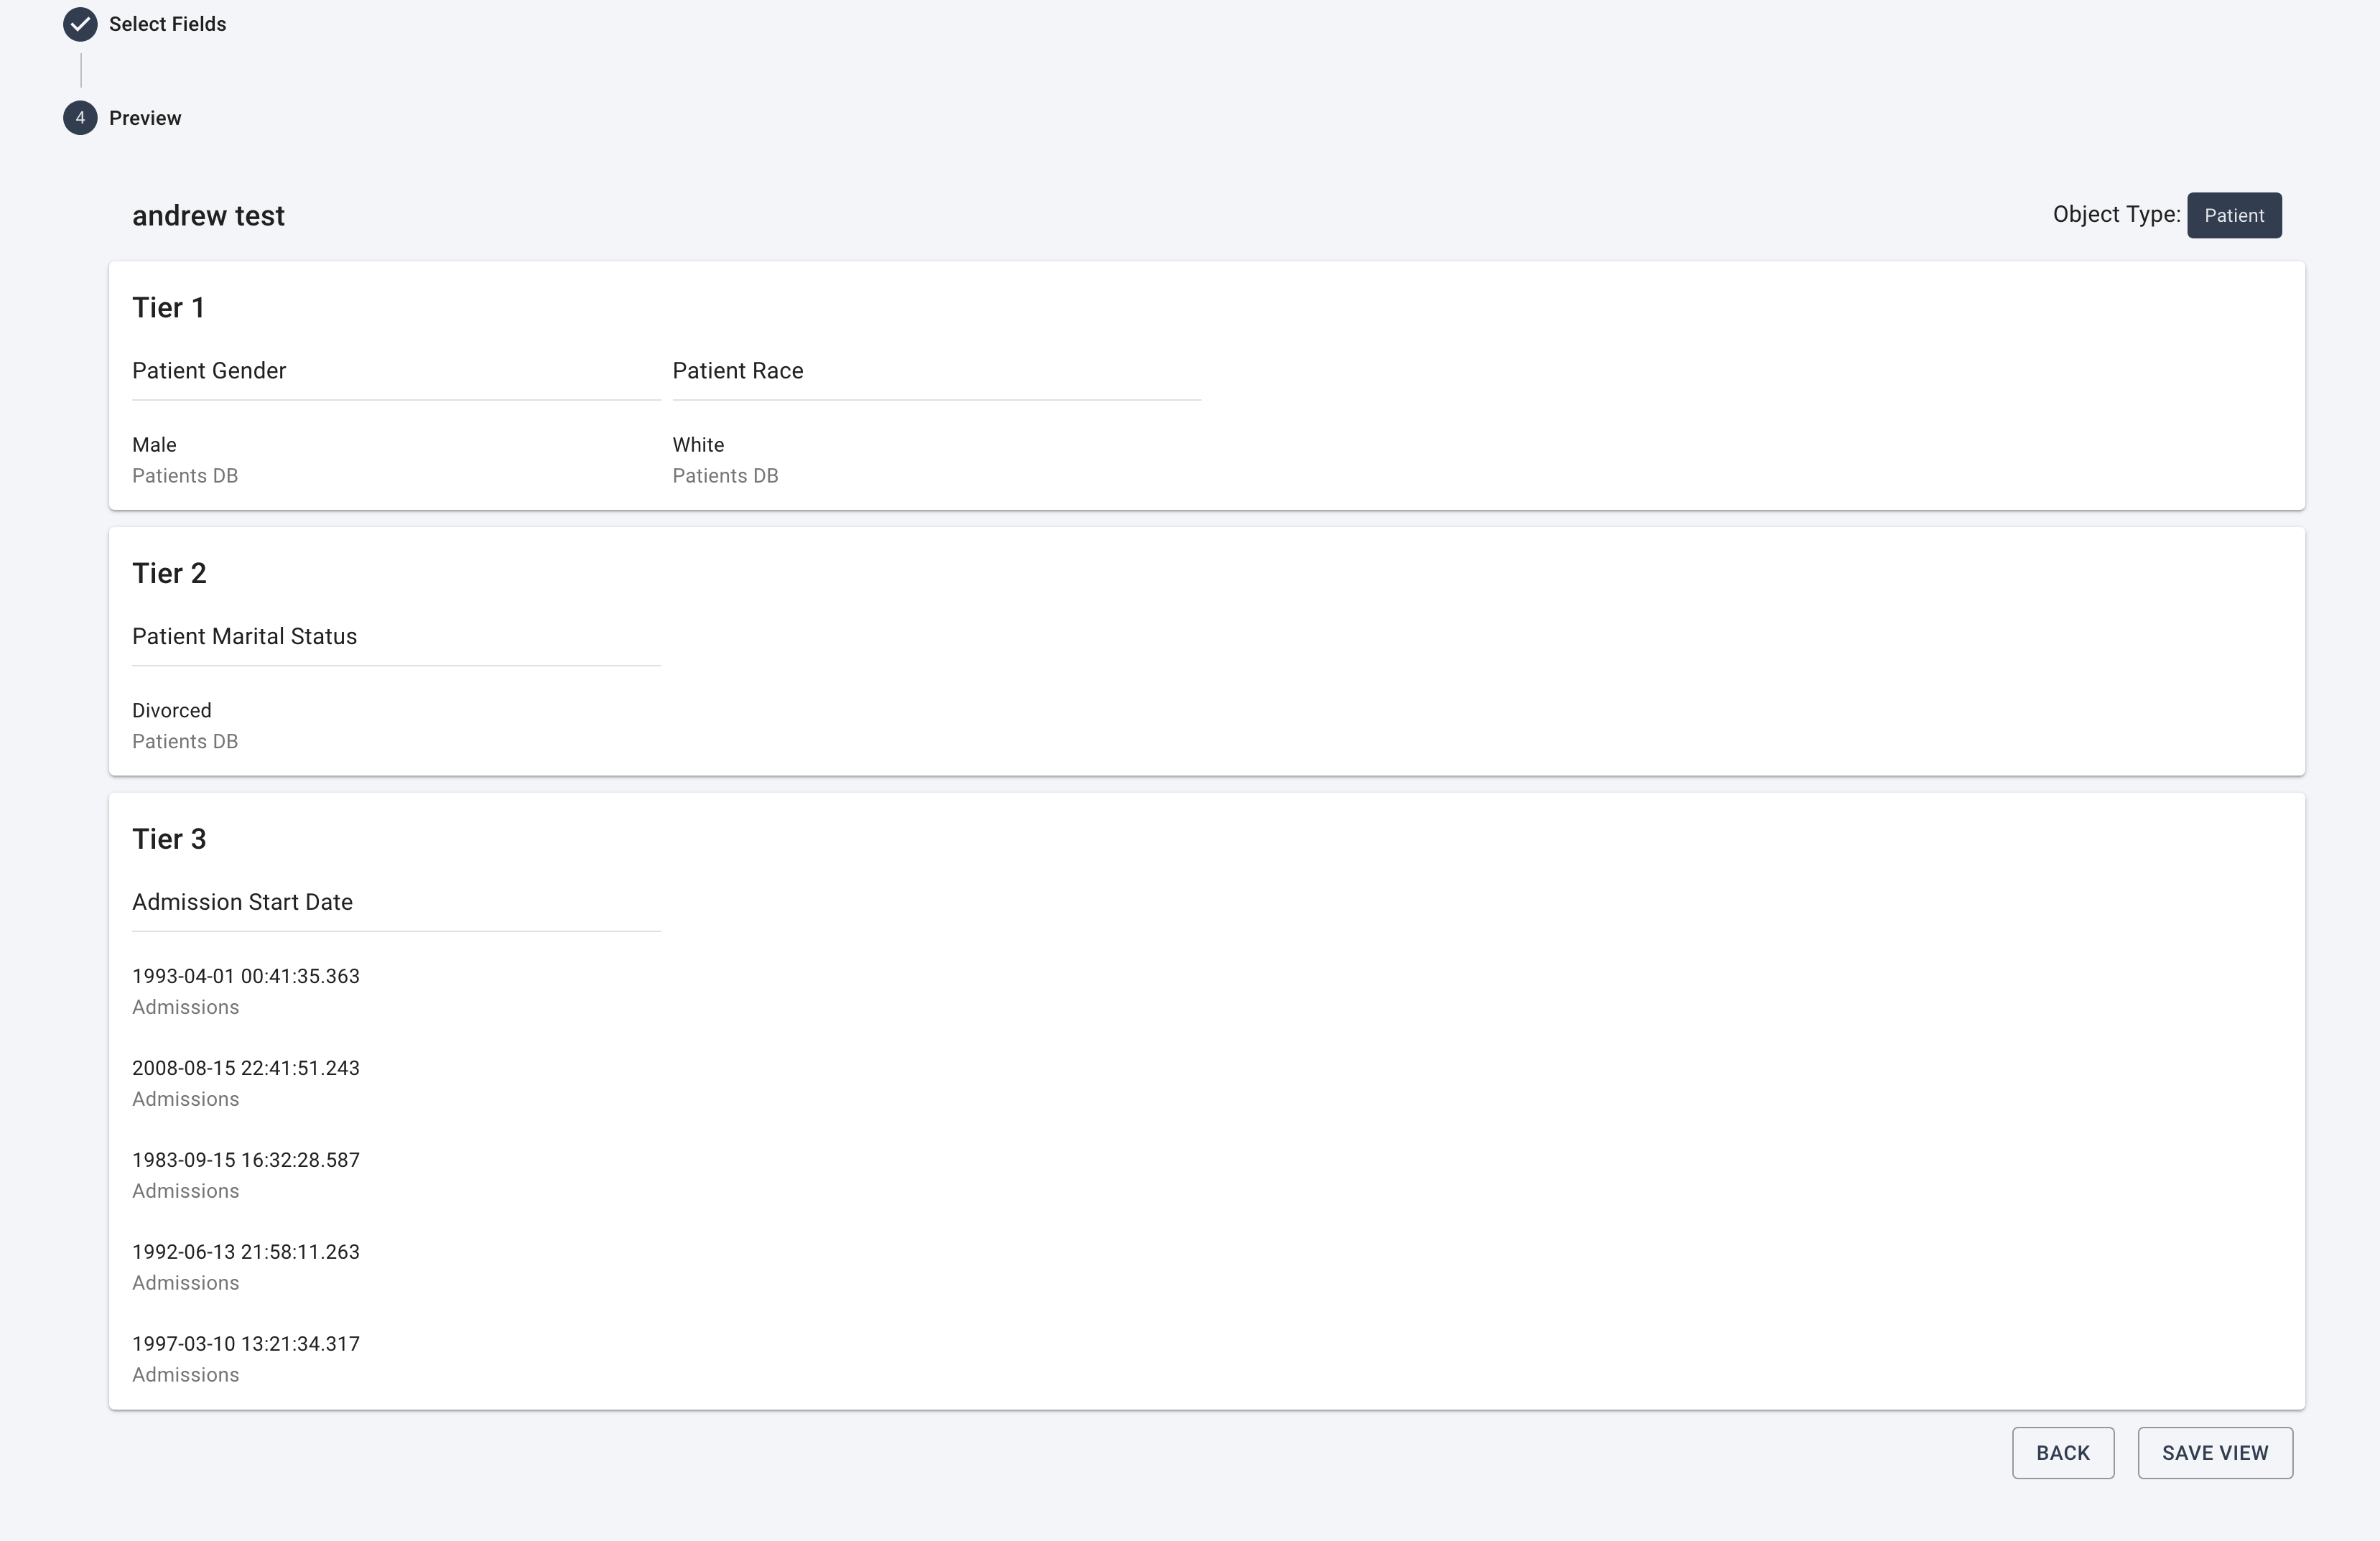 Select Fields
4 Preview
andrew test
Object Type: Patient
Tier 1
Patient Gender Patient Race
Male White
Patients DB Patients DB
Tier 2
Patient Marital Status
Divorced
Patients DB
Tier 3
Admission Start Date
1993-04-01 00:41:35.363
Admissions
2008-08-15 22:41:51.243
Admissions
1983-09-15 16:32:28.587
Admissions
1992-06-13 21:58:11.263
Admissions
1997-03-10 13:21:34.317
Admissions
BACK SAVE VIEW